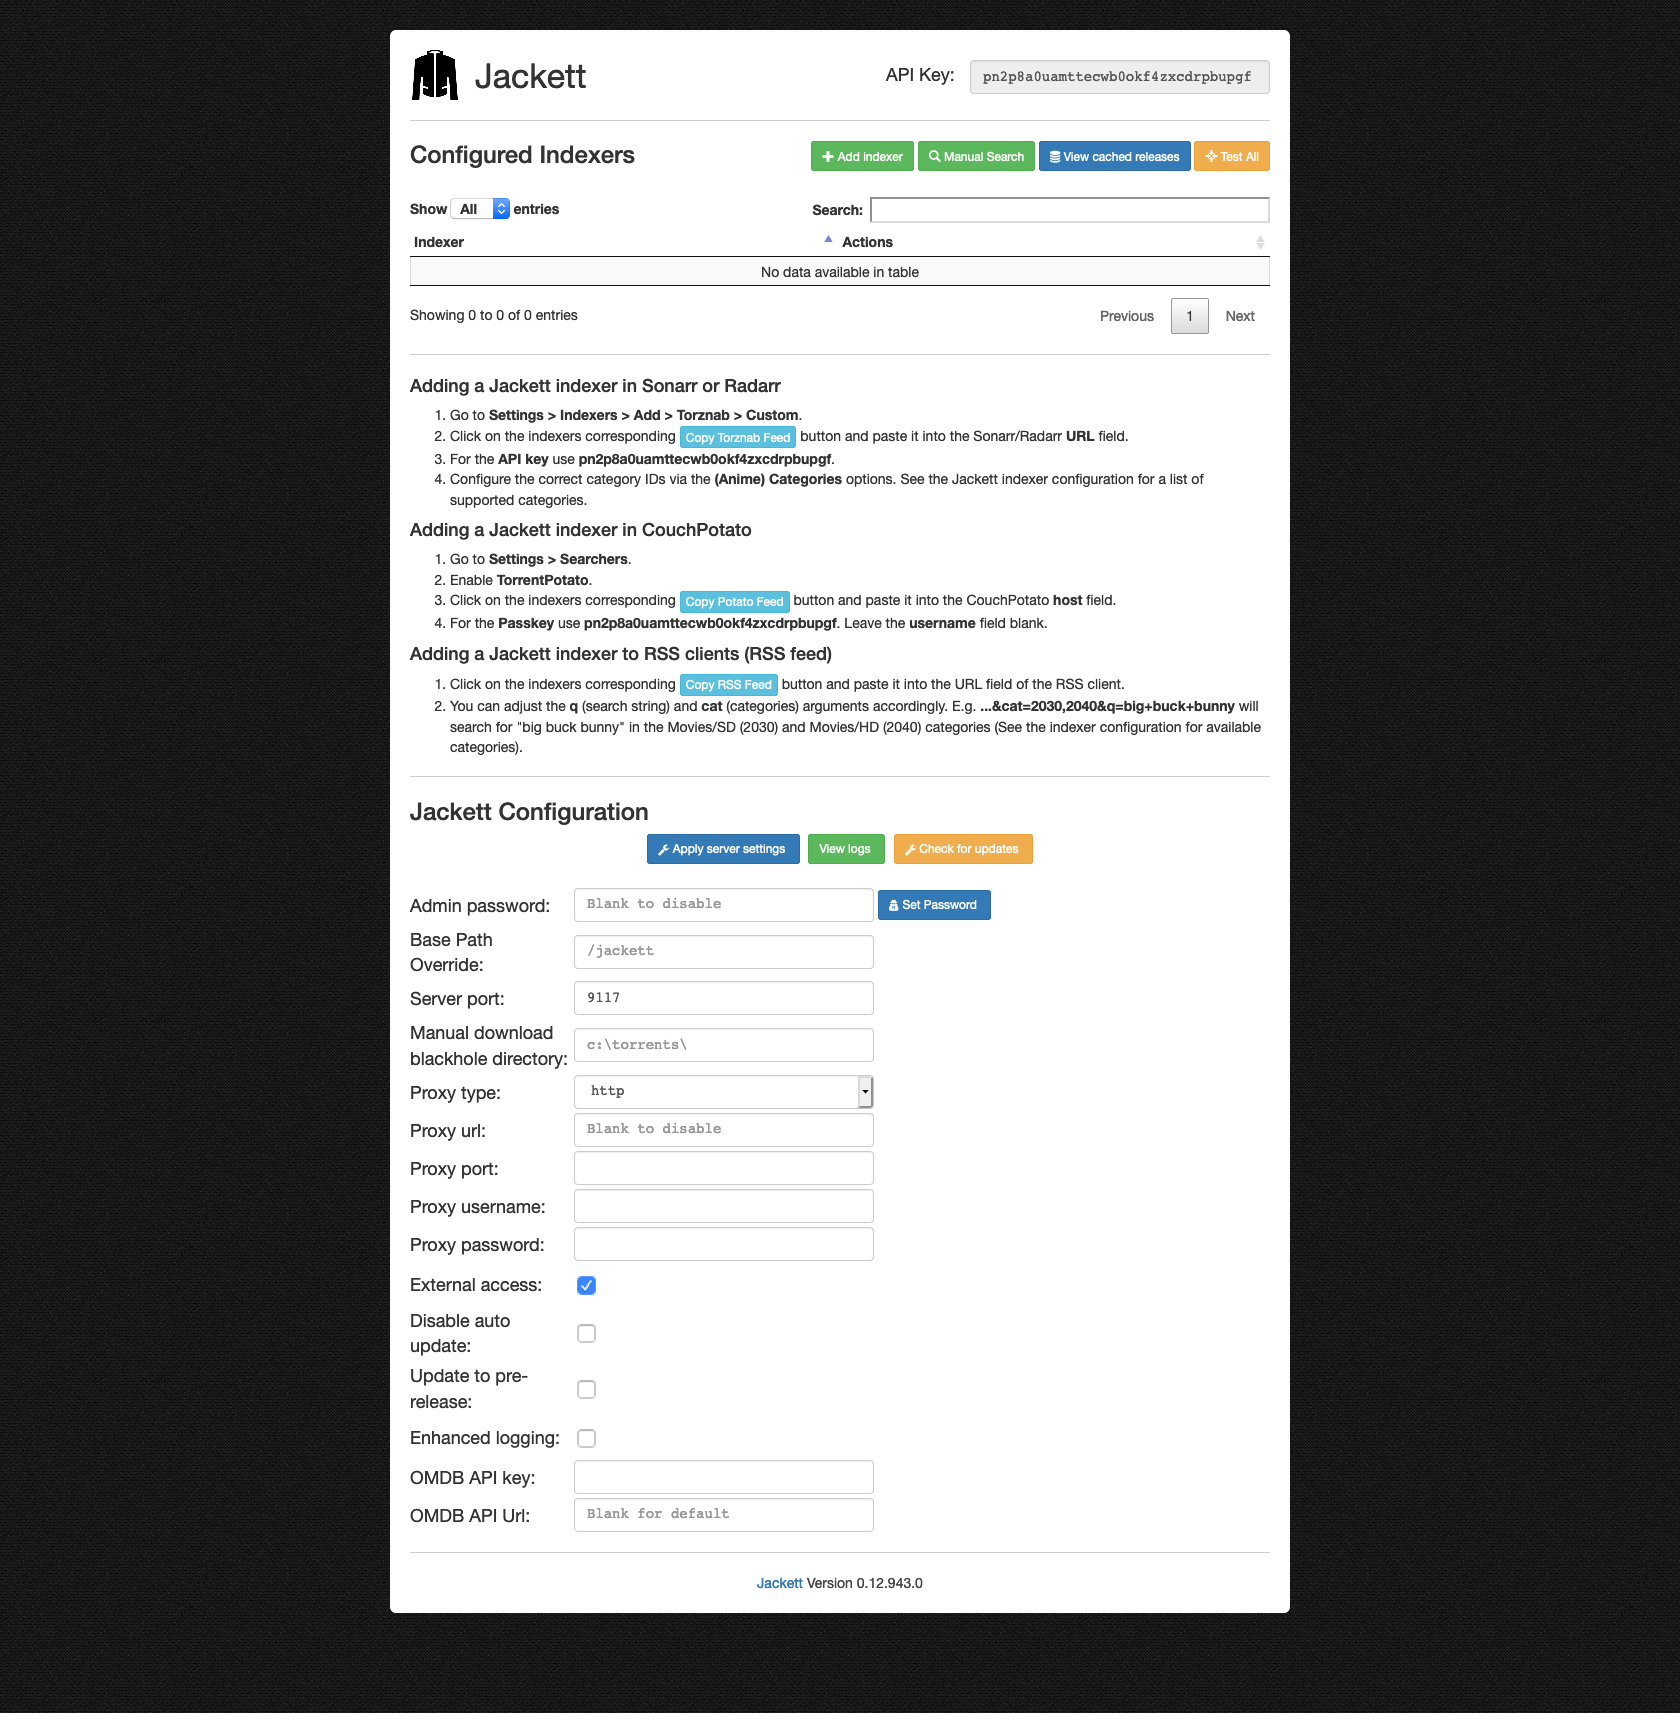 Jackett
API Key:
pn2p8a0uamttecwb0okf4zxcdrpbupgf
Configured Indexers
Add indexer
Manual Search
View cached releases
Test All
Show All entries
Search:
Indexer
Actions
No data available in table
Showing 0 to 0 of 0 entries
Previous
1
Next
Adding a Jackett indexer in Sonarr or Radarr
1. Go to Settings > Indexers > Add > Torznab > Custom.
2. Click on the indexers corresponding Copy Torznab Feed button and paste it into the Sonarr/Radarr URL field.
3. For the API key use pn2p8a0uamttecwb0okf4zxcdrpbupgf.
4. Configure the correct category IDs via the (Anime) Categories options. See the Jackett indexer configuration for a list of
supported categories.
Adding a Jackett indexer in CouchPotato
1. Go to Settings > Searchers.
2. Enable TorrentPotato.
3. Click on the indexers corresponding Copy Potato Feed button and paste it into the CouchPotato host field.
4. For the Passkey use pn2p8a0uamttecwb0okf4zxcdrpbupgf. Leave the username field blank.
Adding a Jackett indexer to RSS clients (RSS feed)
1. Click on the indexers corresponding Copy RSS Feed button and paste it into the URL field of the RSS client.
2. You can adjust the q (search string) and cat (categories) arguments accordingly. E.g. ...&cat=2030,2040&q=big+buck+bunny will
search for "big buck bunny" in the Movies/SD (2030) and Movies/HD (2040) categories (See the indexer configuration for available
categories).
Jackett Configuration
Apply server settings
View logs
Check for updates
Admin password:
Blank to disable
Set Password
Base Path
Override:
/jackett
Server port:
9117
Manual download
blackhole directory:
c:\torrents\
Proxy type:
http
Proxy url:
Blank to disable
Proxy port:
Proxy username:
Proxy password:
External access:
Disable auto
update:
Update to pre-
release:
Enhanced logging:
OMDB API key:
OMDB API Url:
Blank for default
Jackett Version 0.12.943.0